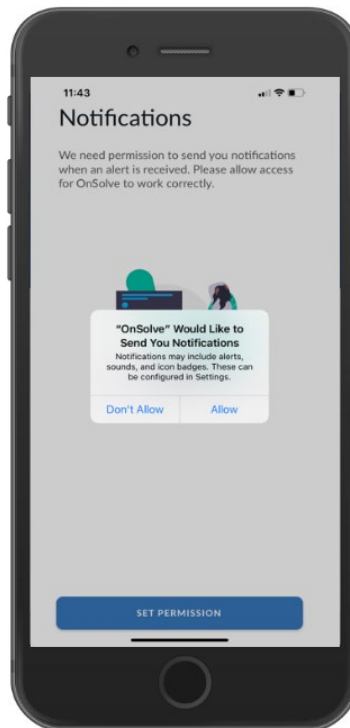 11:43
Notifications
We need permission to send you notifications
when an alert is received. Please allow access
for OnSolve to work correctly.
"OnSolve" Would Like to
Send You Notifications
Notifications may include alerts,
sounds, and icon badges. These can
be configured in Settings.
Don't Allow Allow
SET PERMISSION